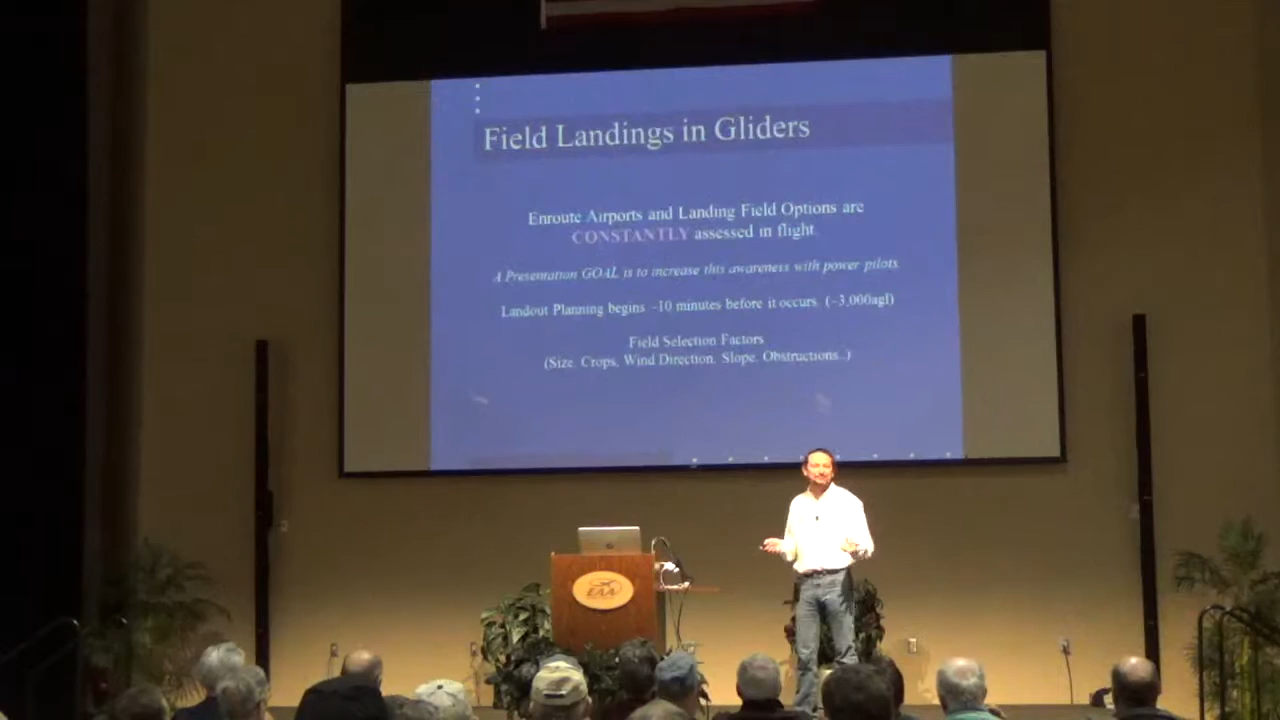 Field Landings in Gliders
Enroute Airports and Landing Field Options are
CONSTANTLY assessed in flight.
A Presentation GOAL is to increase this awareness with power pilots
Landout Planning begins ~10 minutes before it occurs. (~3,000agl)
Field Selection Factors
(Size, Crops, Wind Direction, Slope, Obstructions..)
EAA